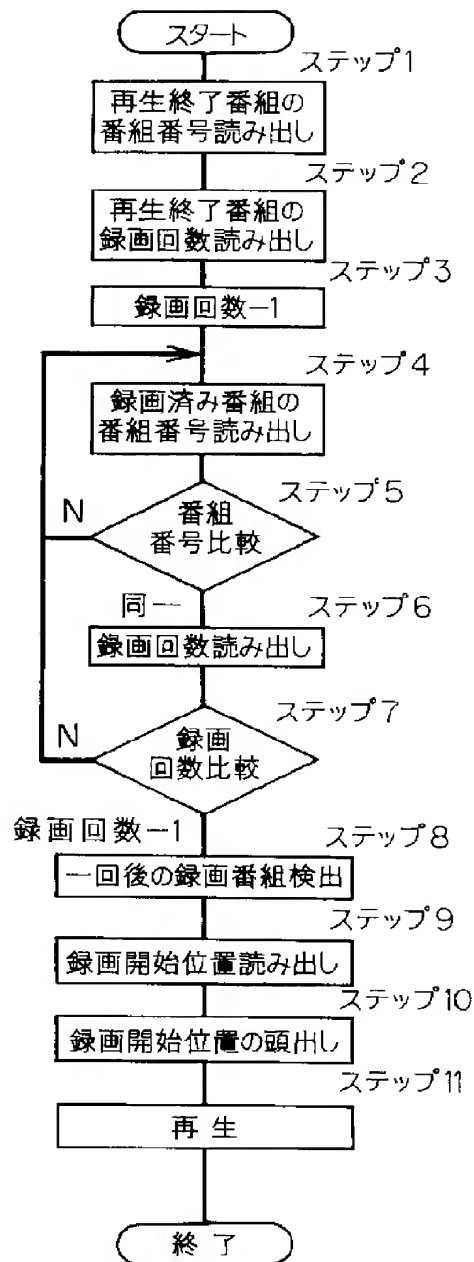 スタート
ステップ1
再生終了番組の
番組番号読み出し
ステップ2
再生終了番組の
録画回数読み出し
ステップ3
録画回数-1
ステップ4
録画済み番組の
番組番号読み出し
ステップ5
番組
番号比較
N
同一
ステップ6
録画回数読み出し
ステップ7
録画
回数比較
N
録画回数-1
ステップ8
一回後の録画番組検出
ステップ9
録画開始位置読み出し
ステップ10
録画開始位置の頭出し
ステップ11
再生
終了